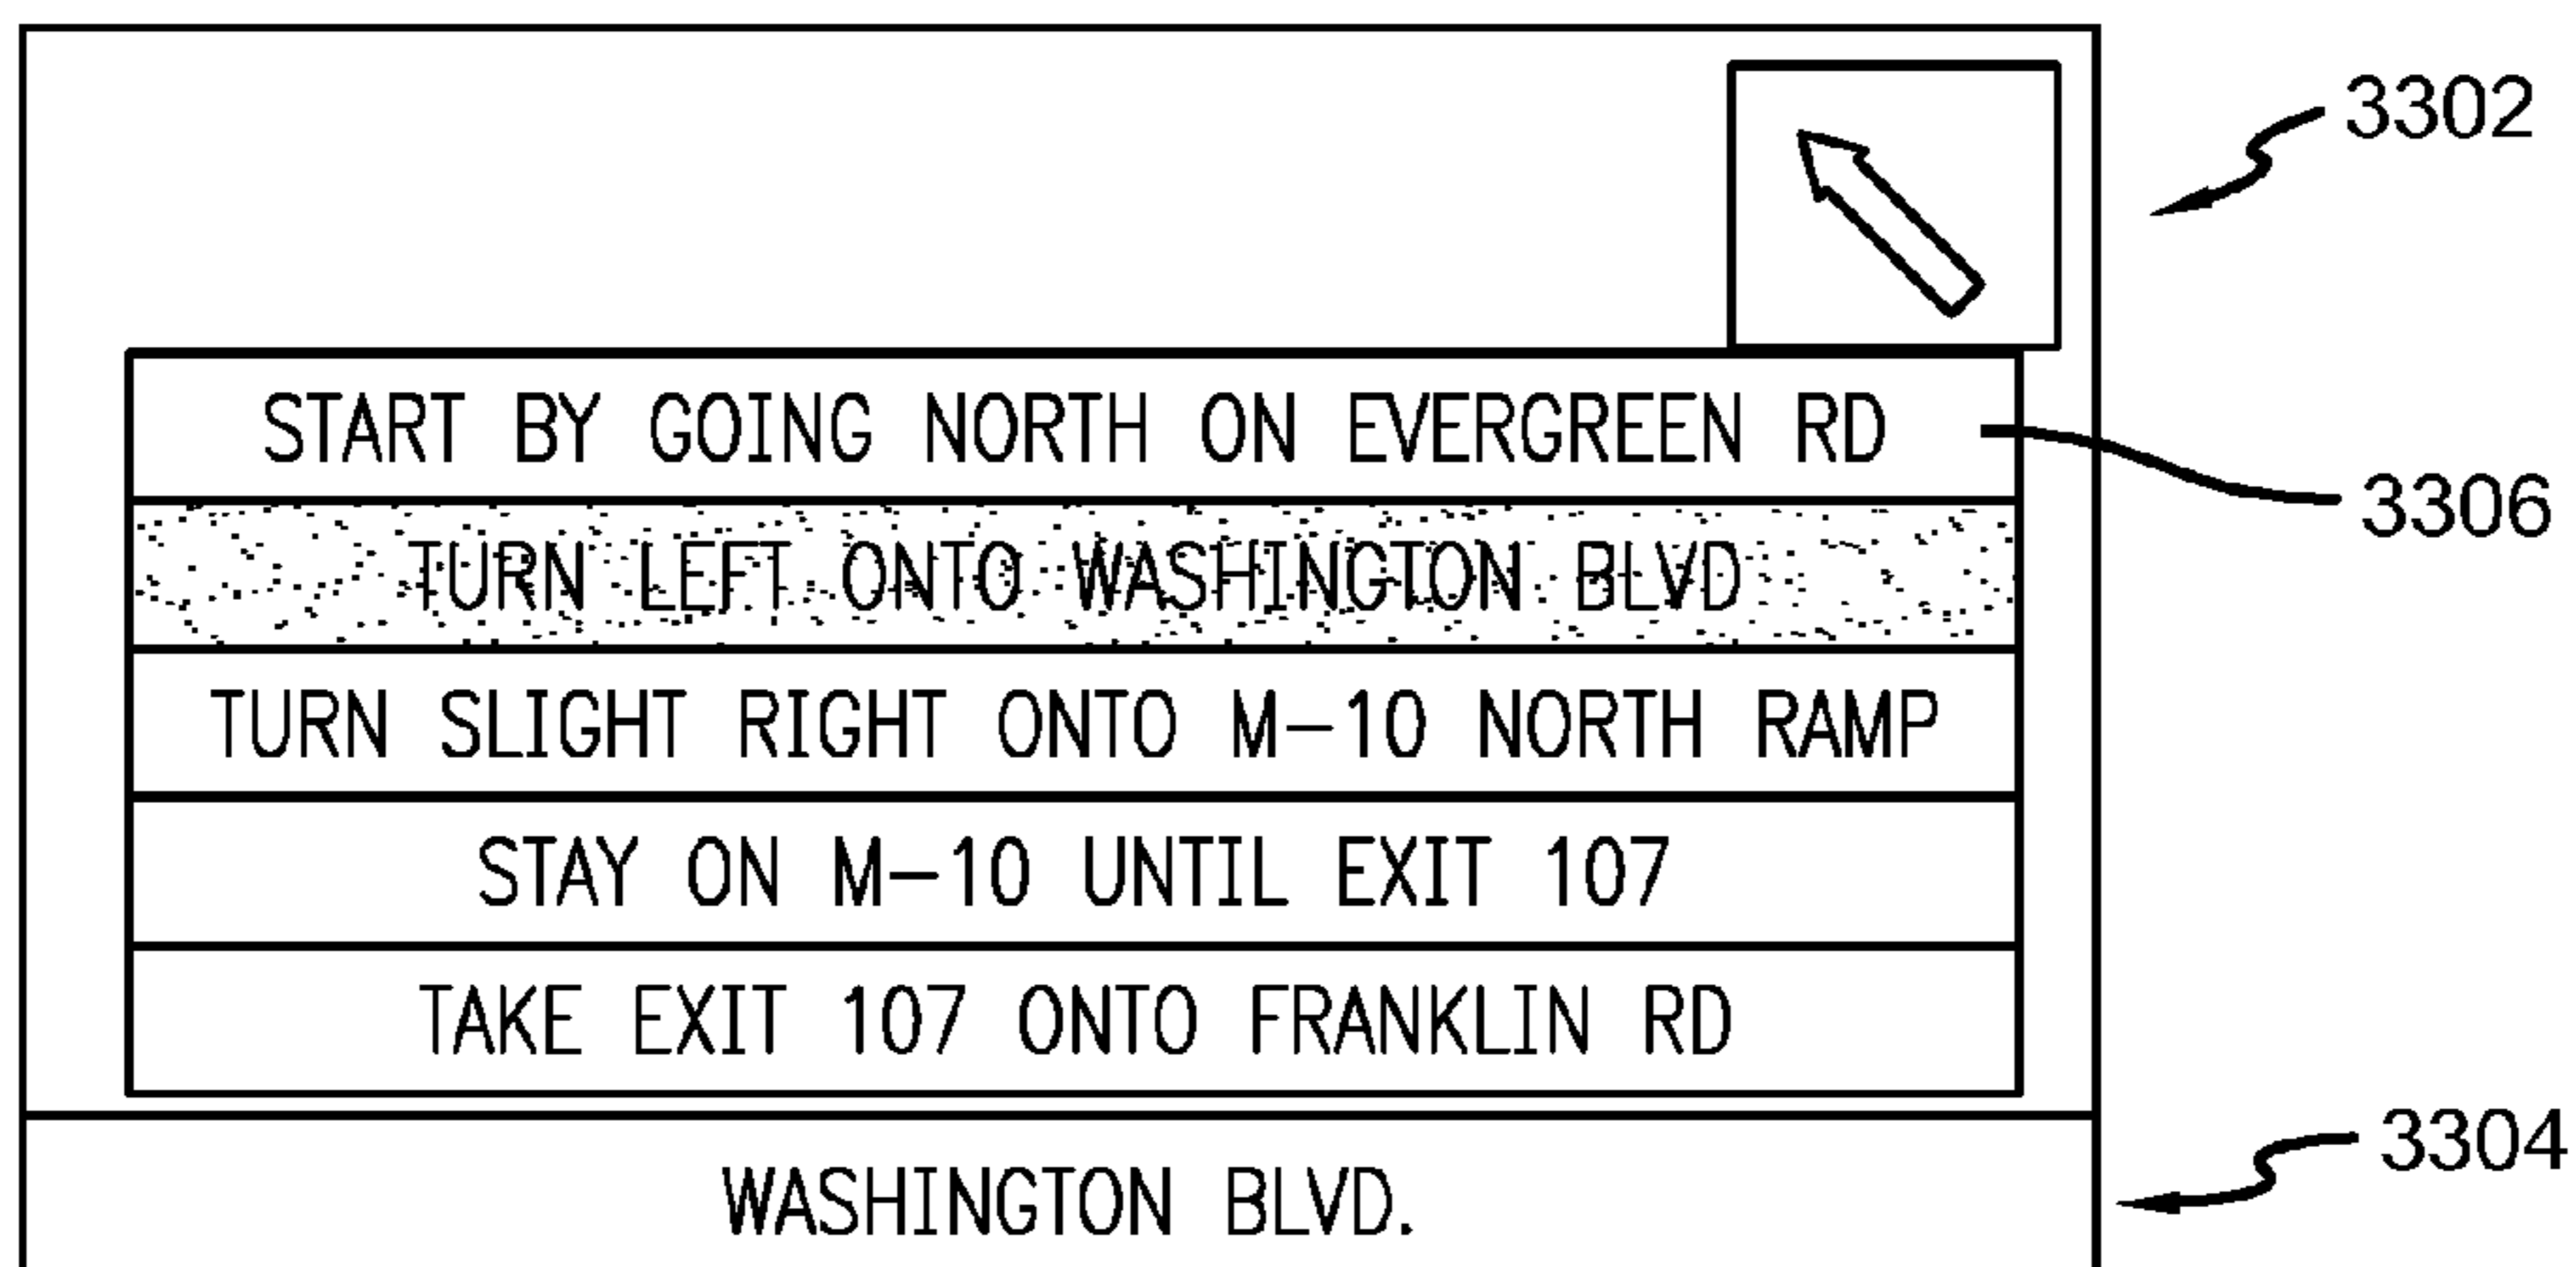 3302
START BY GOING NORTH ON EVERGREEN RD
3306
TURN LEFT ONTO WASHINGTON BLVD
TURN SLIGHT RIGHT ONTO M-10 NORTH RAMP
STAY ON M-10 UNTIL EXIT 107
TAKE EXIT 107 ONTO FRANKLIN RD
3304
WASHINGTON BLVD.